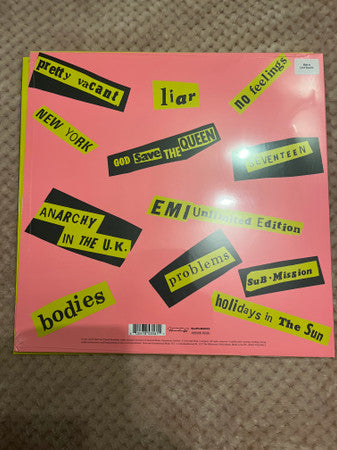 pretty vacant
liar
no feelings
NEW YORK
GOD Save THE QUEEN
SEVENTEEN
ANARCHY
IN THE U.K.
EMI Unlimited Edition
problems
SuB·Mission
bodies
holidays in The Sun